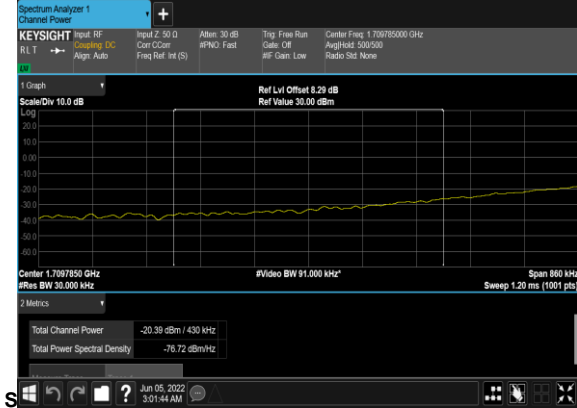 Spectrum Analyzer 1
Channel Power
+
KEYSIGHT Input: RF Input Z: 50 Ω Atten: 30 dB Trig: Free Run Center Freq: 1.709785000 GHz
RLT Coupling: DC Corr CCorr #PNO: Fast Gate: Off Avg|Hold: 500/500
Align: Auto Freq Ref: Int (S) #IF Gain: Low Radio Std: None
1 Graph
Ref Lvl Offset 8.29 dB
Scale/Div 10.0 dB Ref Value 30.00 dBm
Log
20.0
10.0
0.00
-10.0
-20.0
-30.0
-40.0
-50.0
-60.0
Center 1.7097850 GHz #Video BW 91.000 kHz* Span 860 kHz
#Res BW 30.000 kHz Sweep 1.20 ms (1001 pts)
2 Metrics
Total Channel Power -20.39 dBm / 430 kHz
Total Power Spectral Density -76.72 dBm/Hz
S
? Jun 05, 2022
3:01:44 AM